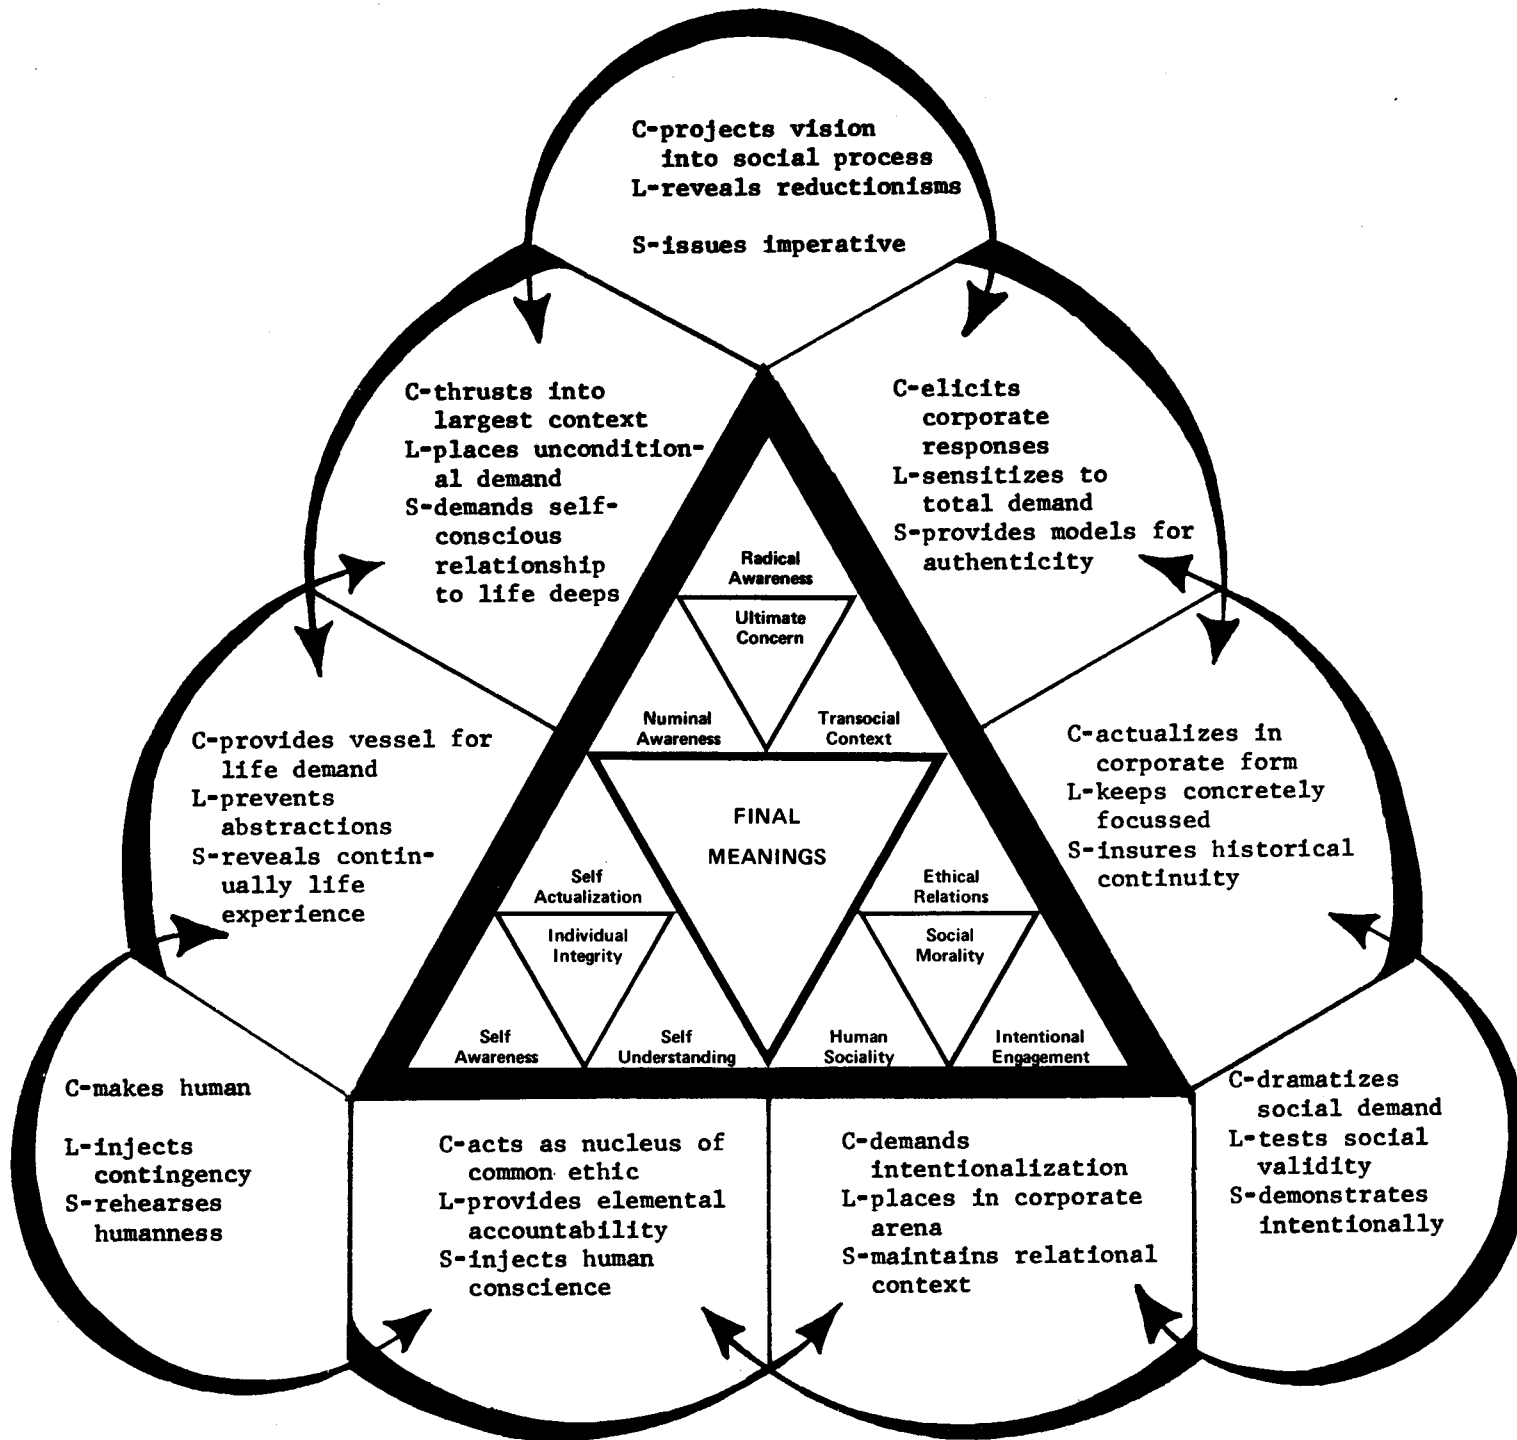 C-projects vision
into social process
L-reveals reductionisms
S-issues imperative
C-thrusts into
largest context
L-places uncondition-
al demand
S-demands self-
conscious
relationship
to life deeps
C-elicits
corporate
responses
L-sensitizes to
total demand
S-provides models for
authenticity
Radical
Awareness
Ultimate
Concern
Numinal
Awareness
Transocial
Context
C-provides vessel for
life demand
L-prevents
abstractions
S-reveals contin-
ually life
experience
FINAL
MEANINGS
C-actualizes in
corporate form
L-keeps concretely
focussed
S-insures historical
continuity
Self
Actualization
Individual
Integrity
Self
Awareness
Self
Understanding
Ethical
Relations
Social
Morality
Human
Sociality
Intentional
Engagement
C-makes human
L-injects
contingency
S-rehearses
humanness
C-acts as nucleus of
common ethic
L-provides elemental
accountability
S-injects human
conscience
C-demands
intentionalization
L-places in corporate
arena
S-maintains relational
context
C-dramatizes
social demand
L-tests social
validity
S-demonstrates
intentionally